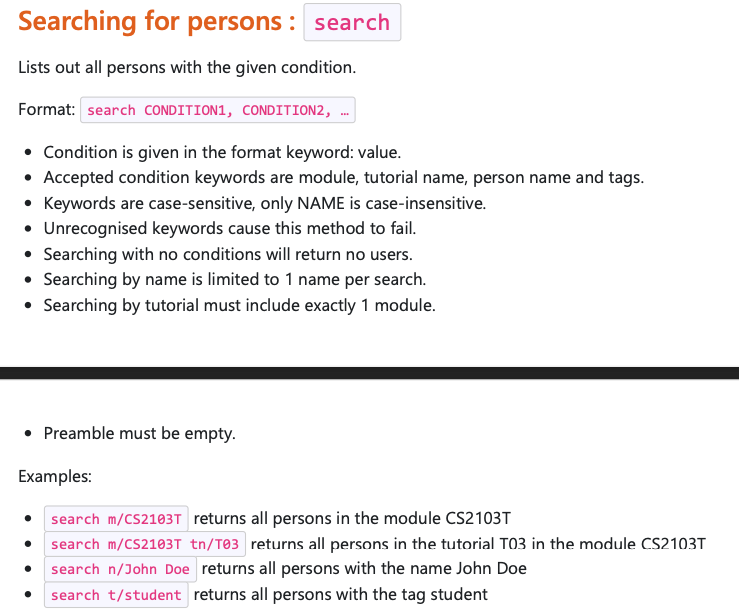 Searching for persons : search
Lists out all persons with the given condition.
Format: search CONDITION1, CONDITION2, …
• Condition is given in the format keyword: value.
• Accepted condition keywords are module, tutorial name, person name and tags.
• Keywords are case-sensitive, only NAME is case-insensitive.
• Unrecognised keywords cause this method to fail.
• Searching with no conditions will return no users.
• Searching by name is limited to 1 name per search.
• Searching by tutorial must include exactly 1 module.
• Preamble must be empty.
Examples:
• search m/CS2103T returns all persons in the module CS2103T
• search m/CS2103T tn/T03 returns all persons in the tutorial T03 in the module CS2103T
• search n/John Doe returns all persons with the name John Doe
• search t/student returns all persons with the tag student